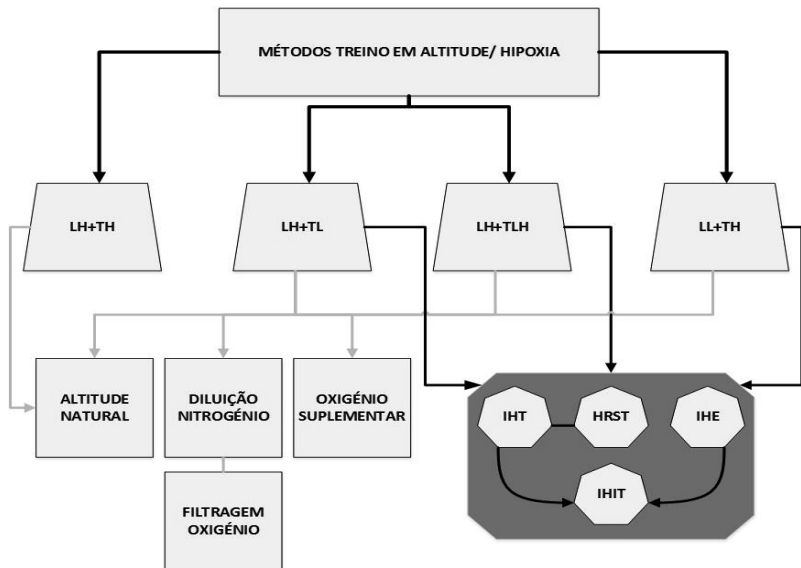 MÉTODOS TREINO EM ALTITUDE/ HIPOXIA
LH+TH
LH+TL
LH+TLH
LL+TH
ALTITUDE
NATURAL
DILUIÇÃO
NITROGÉNIO
OXIGÉNIO
SUPLEMENTAR
IHT
HRST
IHE
IHIT
FILTRAGEM
OXIGÉNIO